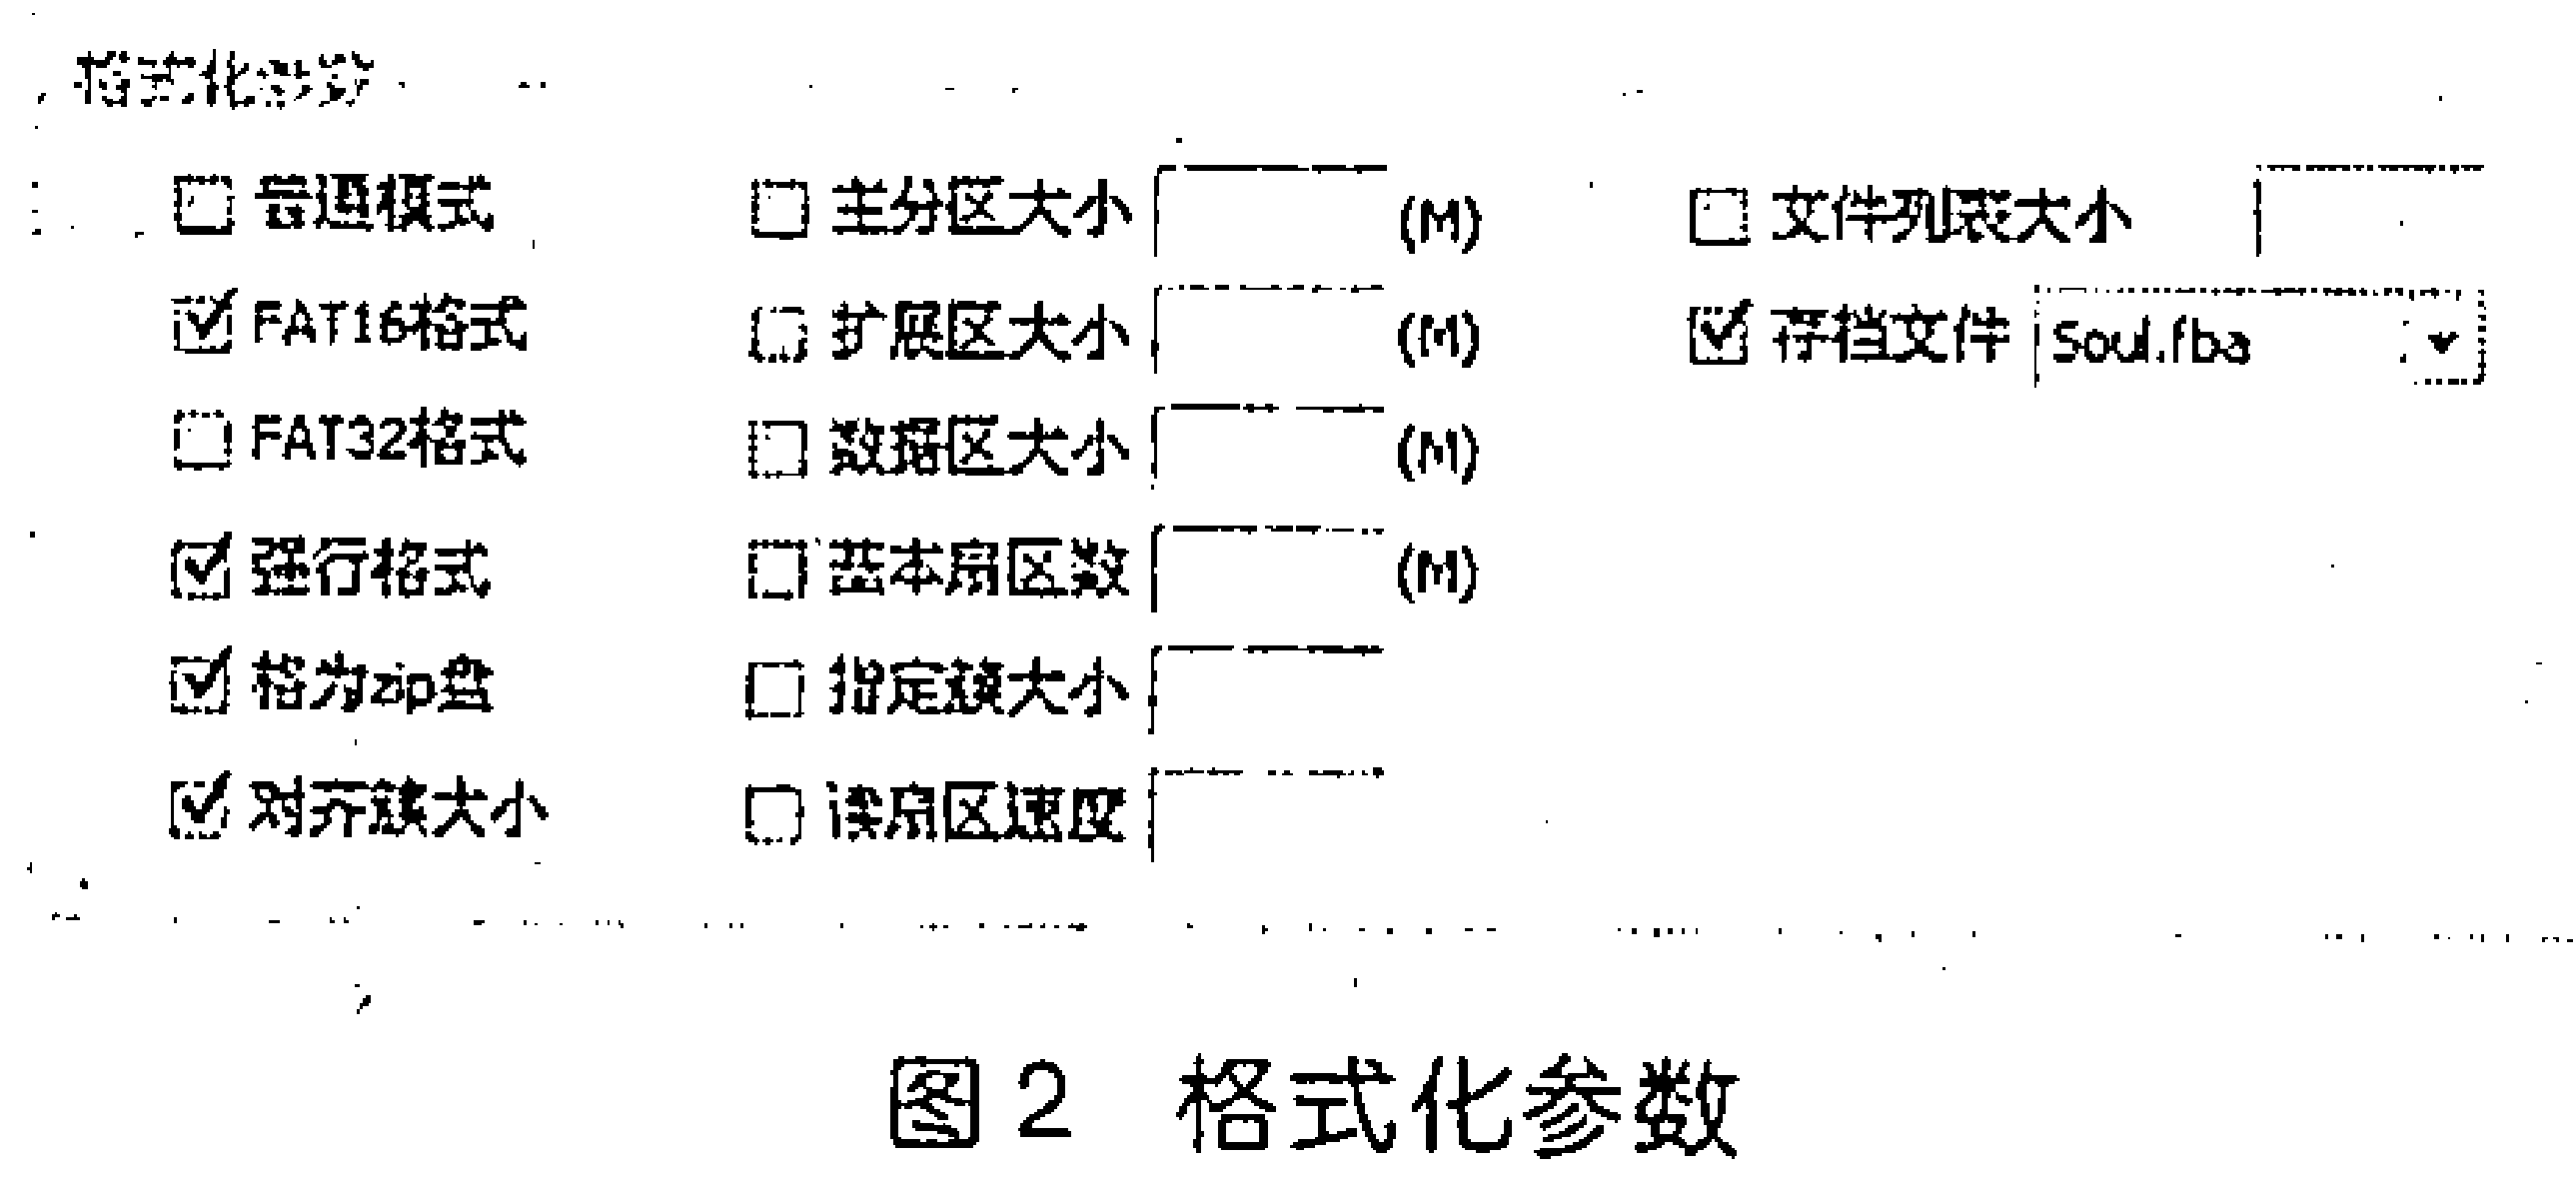 格式化参数
普通模式 主分区大小 (M) 文件列表大小
FAT16格式 扩展区大小 (M) 存档文件 Soul.fba
FAT32格式 数据区大小 (M)
强行格式 基本扇区数 (M)
格为zip盘 指定簇大小
对齐簇大小 读扇区速度
图2 格式化参数